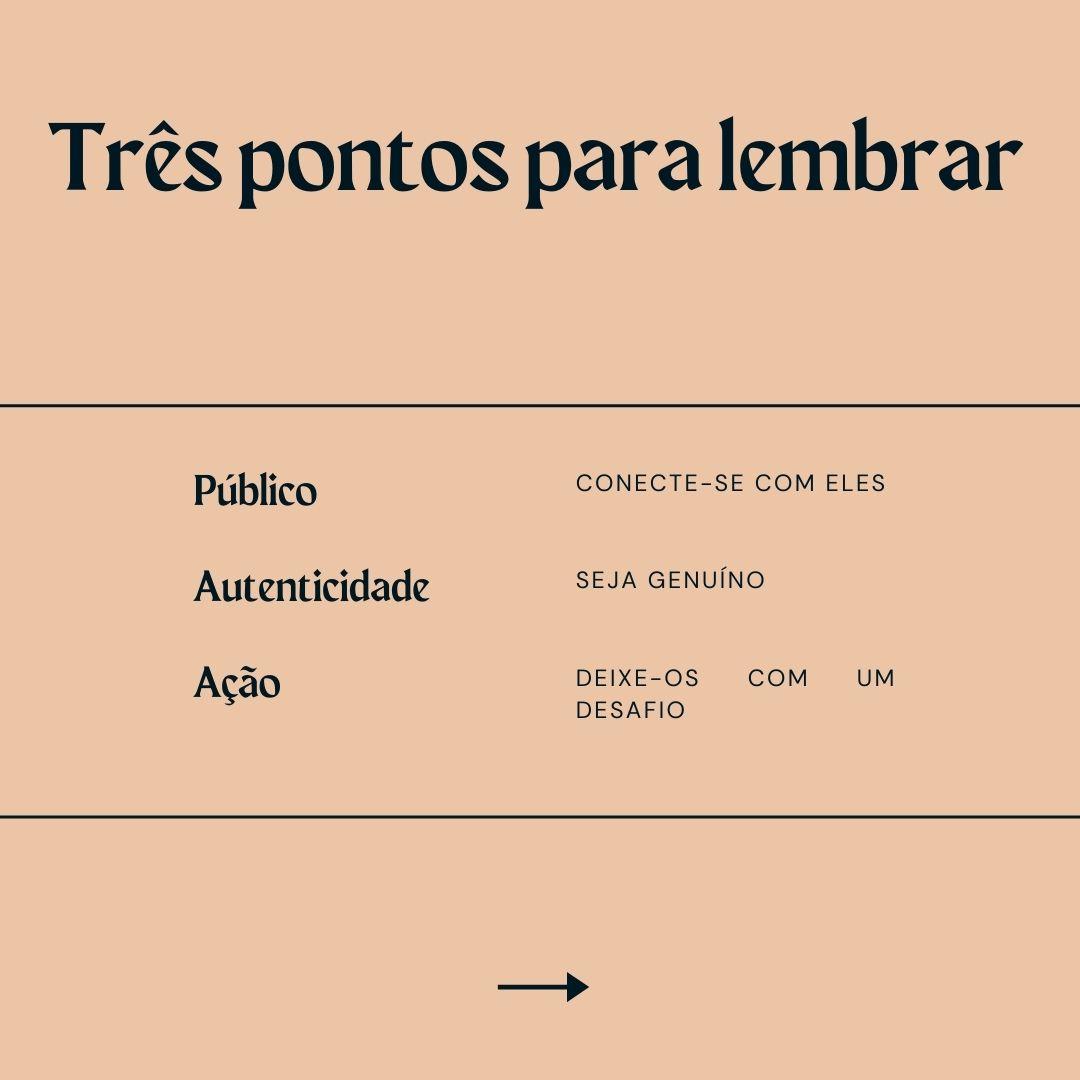 Três pontos para lembrar
Público
CONECTE-SE COM ELES
Autenticidade
SEJA GENUÍNO
Ação
DEIXE-OS COM UM
DESAFIO